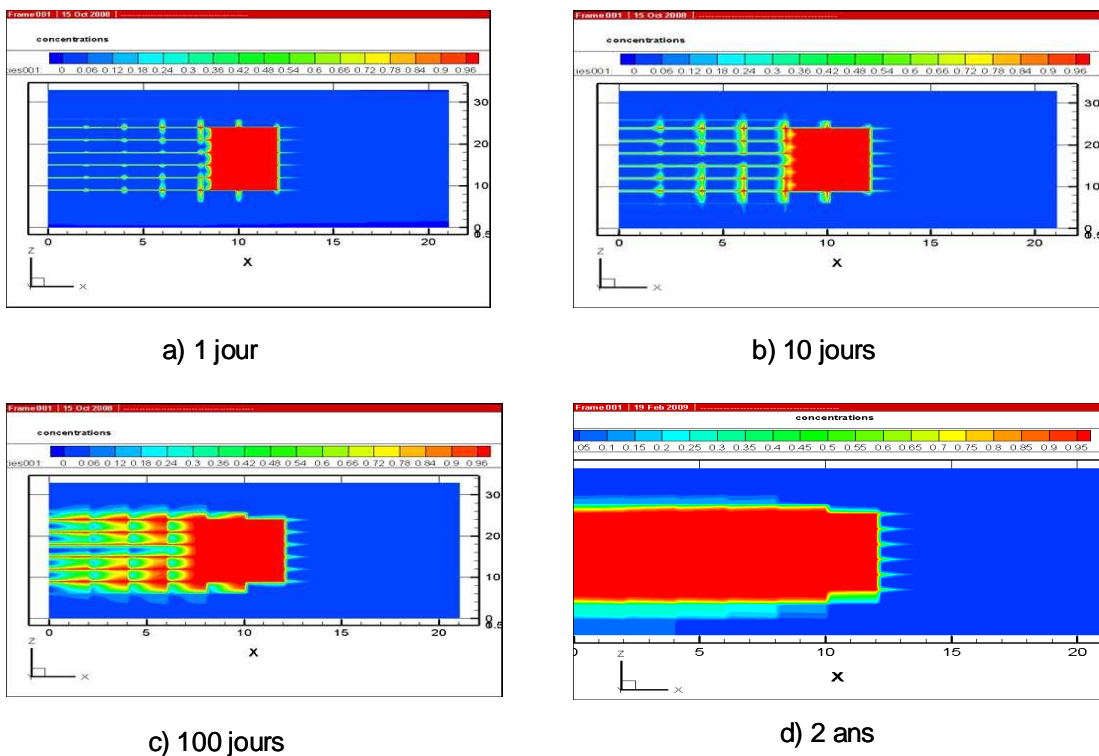 Frame 001 | 15 Oct 2008 |
concentrations
0 0.06 0.12 0.18 0.24 0.3 0.36 0.42 0.48 0.54 0.6 0.66 0.72 0.78 0.84 0.9 0.96
30
20
10
0
0 5 10 15 20
X
Z
X
a) 1 jour
Frame 001 | 15 Oct 2008 |
concentrations
0 0.06 0.12 0.18 0.24 0.3 0.36 0.42 0.48 0.54 0.6 0.66 0.72 0.78 0.84 0.9 0.96
30
20
10
0
0 5 10 15 20
X
Z
X
b) 10 jours
Frame 001 | 15 Oct 2008 |
concentrations
0 0.06 0.12 0.18 0.24 0.3 0.36 0.42 0.48 0.54 0.6 0.66 0.72 0.78 0.84 0.9 0.96
30
20
10
0
0 5 10 15 20
X
Z
X
c) 100 jours
Frame 001 | 19 Feb 2009 |
concentrations
05 0.1 0.15 0.2 0.25 0.3 0.35 0.4 0.45 0.5 0.55 0.6 0.65 0.7 0.75 0.8 0.85 0.9 0.95
5 10 15 20
X
Z
X
d) 2 ans